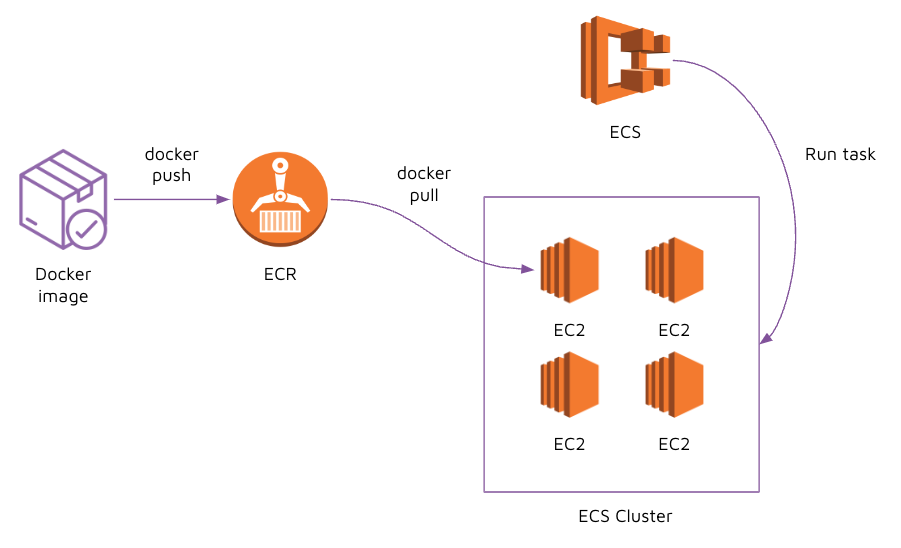 ECS
docker
push
Run task
docker
pull
Docker
image
ECR
EC2
EC2
EC2
EC2
ECS Cluster